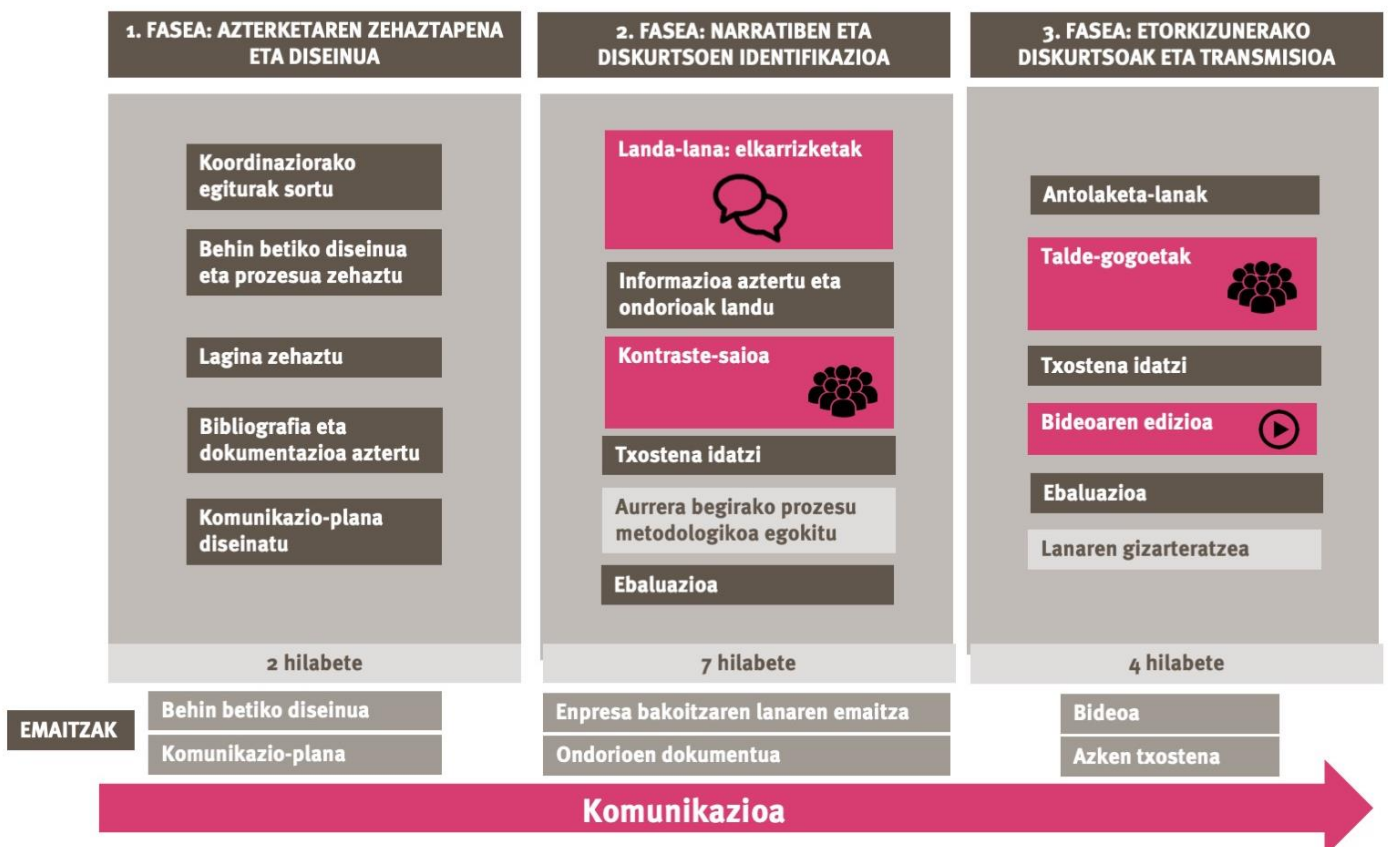 1. FASEA: AZTERKETAREN ZEHAZTAPENA
ETA DISEINUA
Koordinaziorako
egiturak sortu
Behin betiko diseinua
eta prozesua zehaztu
Lagina zehaztu
Bibliografia eta
dokumentazioa aztertu
Komunikazio-plana
diseinatu
2 hilabete
2. FASEA: NARRATIBEN ETA
DISKURTSOEN IDENTIFIKAZIOA
Landa-lana: elkarrizketak
Informazioa aztertu eta
ondorioak landu
Kontraste-saioa
Txostena idatzi
Aurrera begirako prozesu
metodologikoa egokitu
Ebaluazioa
7 hilabete
3. FASEA: ETORKIZUNERAKO
DISKURTSOAK ETA TRANSMISIOA
Antolaketa-lanak
Talde-gogoetak
Txostena idatzi
Bideoaren edizioa
Ebaluazioa
Lanaren gizarteratzea
4 hilabete
EMAITZAK
Behin betiko diseinua
Komunikazio-plana
Enpresa bakoitzaren lanaren emaitza
Ondorioen dokumentua
Bideoa
Azken txostena
Komunikazioa